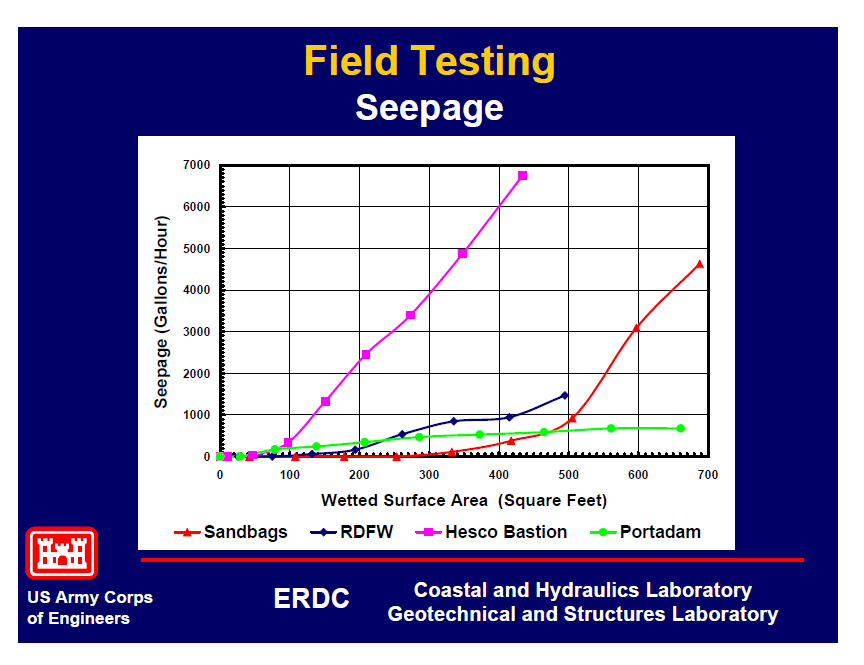 Field Testing
Seepage
7000
6000
5000
4000
3000
2000
1000
0
Seepage (Gallons/Hour)
0 100 200 300 400 500 600 700
Wetted Surface Area (Square Feet)
Sandbags RDFW Hesco Bastion Portadam
US Army Corps
of Engineers
ERDC
Coastal and Hydraulics Laboratory
Geotechnical and Structures Laboratory